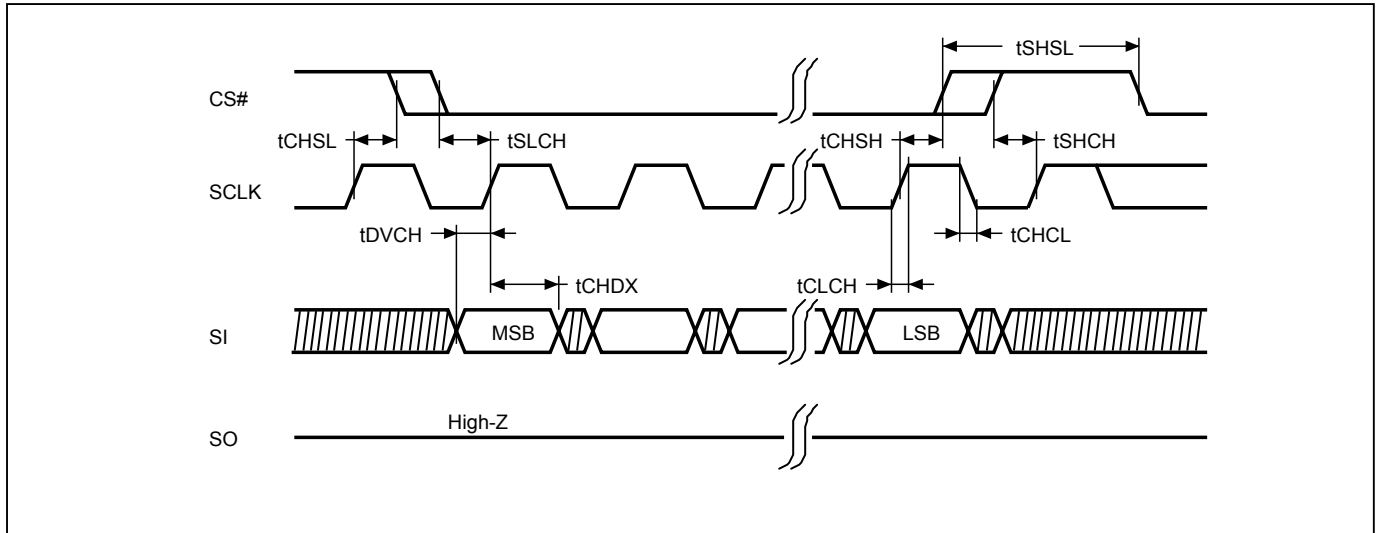 tSHSL
CS#
tCHSL
tSLCH
tCHSH
tSHCH
SCLK
tDVCH
tCHCL
tCHDX
tCLCH
SI
MSB
LSB
High-Z
SO